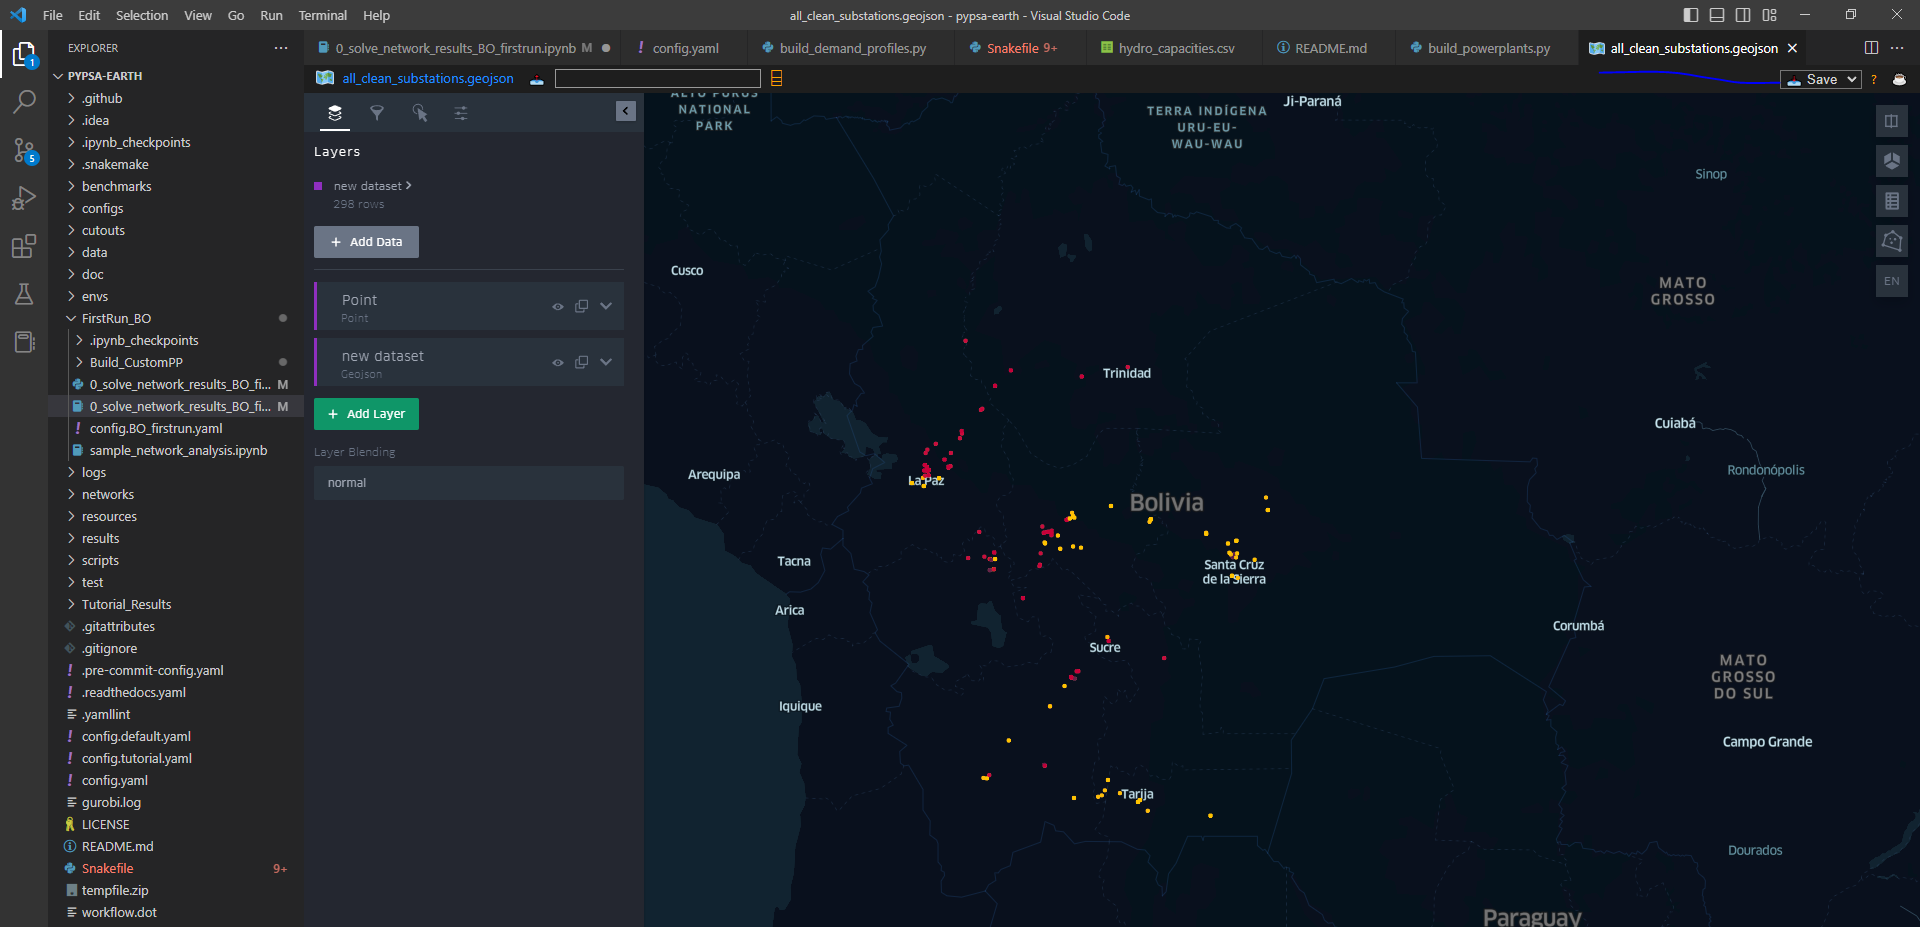 File Edit Selection View Go Run Terminal Help
all_clean_substations.geojson - pypsa-earth - Visual Studio Code
EXPLORER
0_solve_network_results_BO_firstrun.ipynb M
! config.yaml
build_demand_profiles.py
Snakefile 9+
hydro_capacities.csv
README.md
build_powerplants.py
all_clean_substations.geojson
all_clean_substations.geojson
Save
?
1
5
PYPSA-EARTH
.github
.idea
.ipynb_checkpoints
.snakemake
benchmarks
configs
cutouts
data
doc
envs
FirstRun_BO
.ipynb_checkpoints
Build_CustomPP
0_solve_network_results_BO_fi... M
0_solve_network_results_BO_fi... M
! config.BO_firstrun.yaml
sample_network_analysis.ipynb
logs
networks
resources
results
scripts
test
Tutorial_Results
.gitattributes
.gitignore
! .pre-commit-config.yaml
! .readthedocs.yaml
.yamllint
! config.default.yaml
! config.tutorial.yaml
! config.yaml
gurobi.log
LICENSE
README.md
Snakefile 9+
tempfile.zip
workflow.dot
Layers
new dataset
298 rows
+ Add Data
Point
Point
new dataset
Geojson
+ Add Layer
Layer Blending
normal
ALTO PURUS
NATIONAL
PARK
TERRA INDÍGENA
URU-EU-
WAU-WAU
Ji-Paraná
Sinop
EN
Cusco
MATO
GROSSO
Trinidad
Cuiabá
Rondonópolis
Arequipa
La Paz
Bolivia
Tacna
Santa Cruz
de la Sierra
Arica
Corumbá
Sucre
MATO
GROSSO
DO SUL
Iquique
Campo Grande
Tarija
Dourados
Paraguay